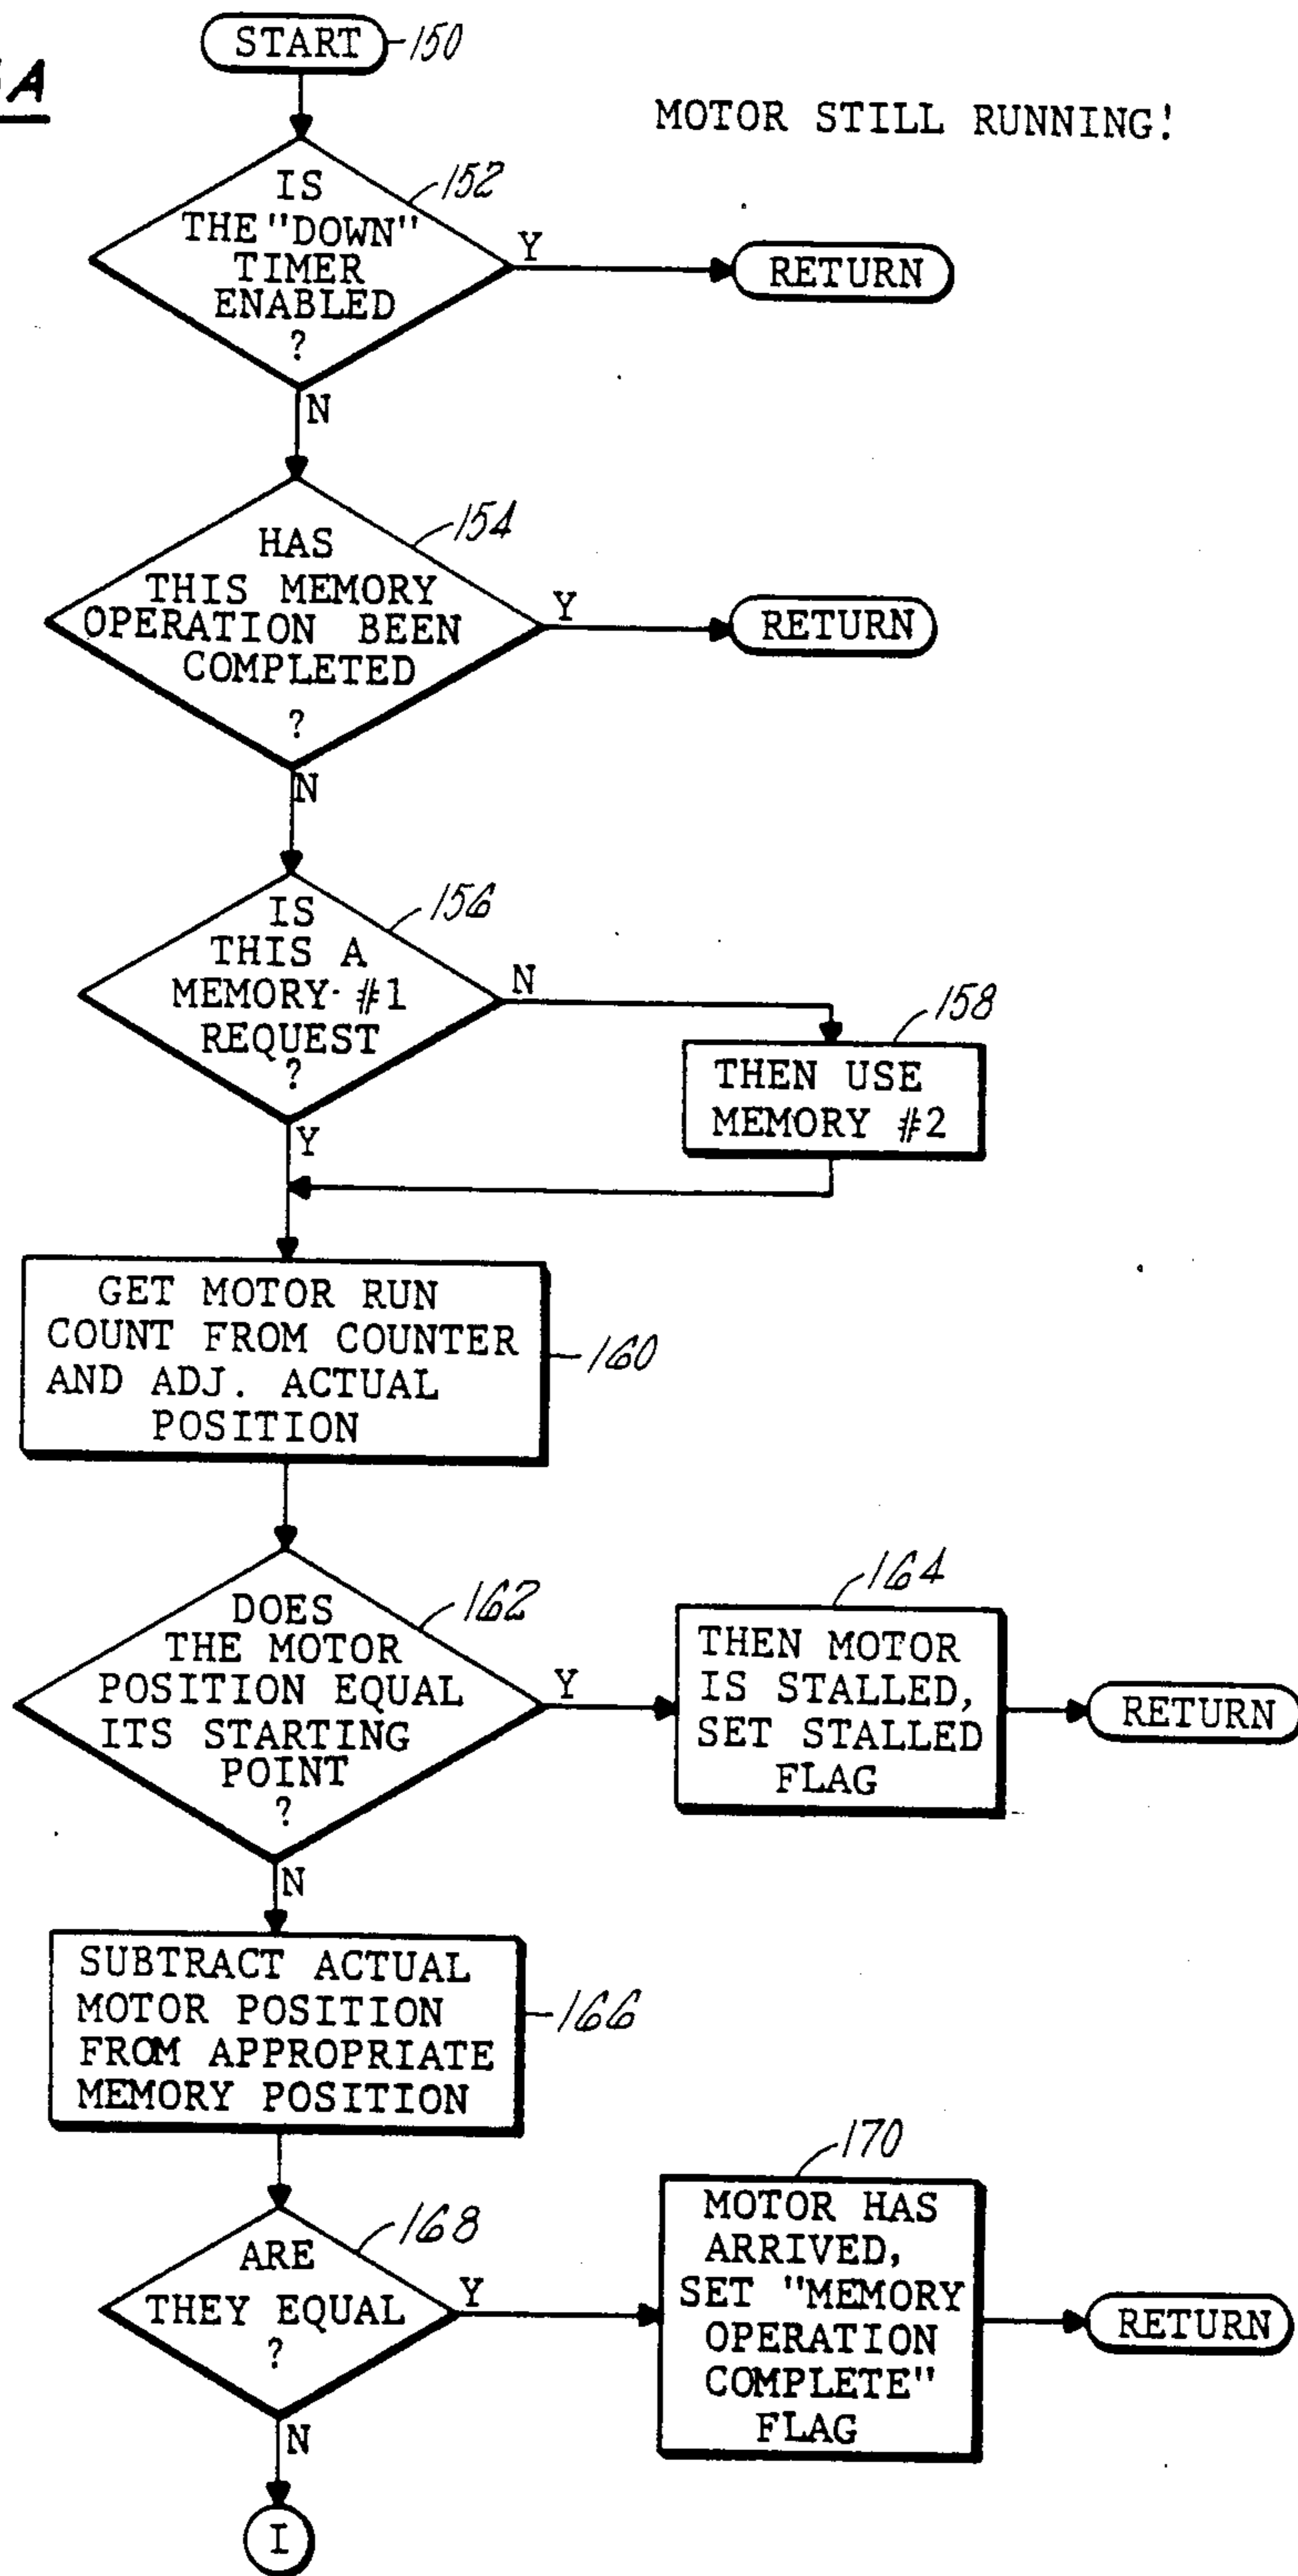 START
150
MOTOR STILL RUNNING!
IS
THE "DOWN"
TIMER
ENABLED
?
152
Y
RETURN
N
HAS
THIS MEMORY
OPERATION BEEN
COMPLETED
?
154
Y
RETURN
N
IS
THIS A
MEMORY #1
REQUEST
?
156
N
158
THEN USE
MEMORY #2
Y
GET MOTOR RUN
COUNT FROM COUNTER
AND ADJ. ACTUAL
POSITION
160
DOES
THE MOTOR
POSITION EQUAL
ITS STARTING
POINT
?
162
Y
164
THEN MOTOR
IS STALLED,
SET STALLED
FLAG
RETURN
N
SUBTRACT ACTUAL
MOTOR POSITION
FROM APPROPRIATE
MEMORY POSITION
166
ARE
THEY EQUAL
?
168
Y
170
MOTOR HAS
ARRIVED,
SET "MEMORY
OPERATION
COMPLETE"
FLAG
RETURN
N
I